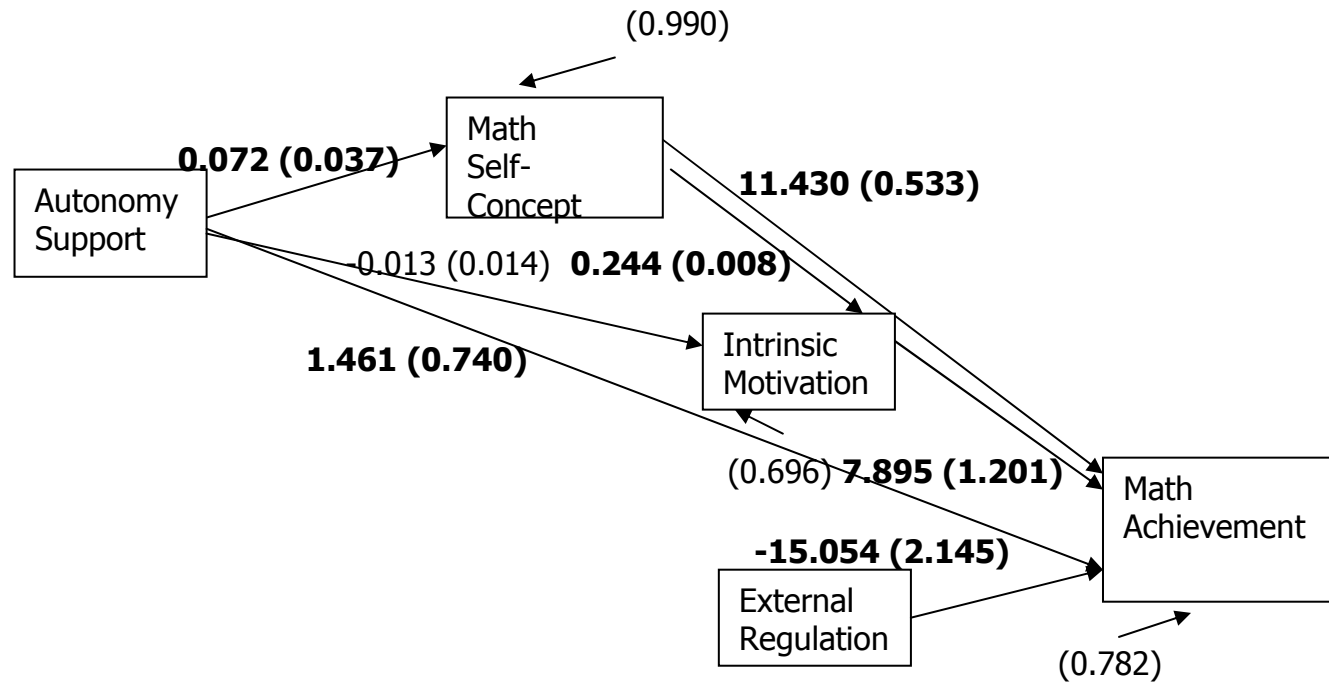 (0.990)
Math
Self-
Concept
0.072 (0.037)
11.430 (0.533)
Autonomy
Support
-0.013 (0.014) 0.244 (0.008)
Intrinsic
Motivation
1.461 (0.740)
(0.696) 7.895 (1.201)
Math
Achievement
-15.054 (2.145)
External
Regulation
(0.782)